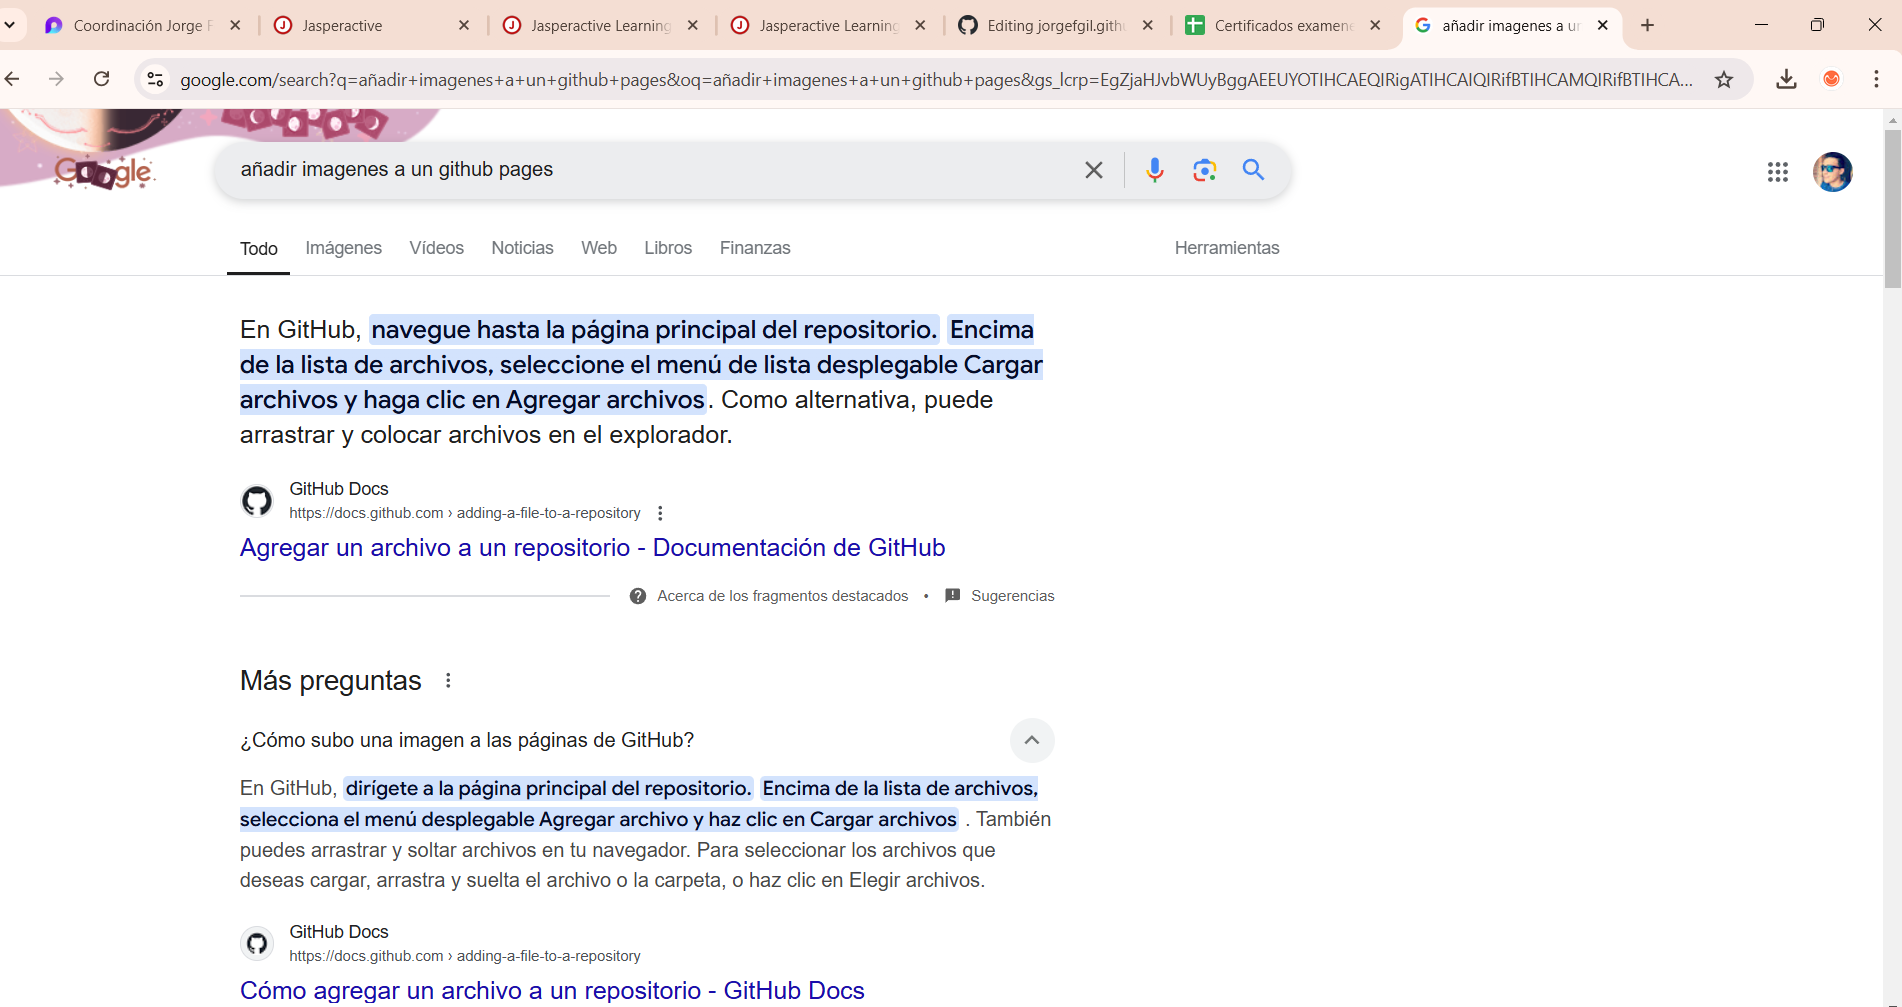 Coordinación Jorge F
Jasperactive
Jasperactive Learning
Jasperactive Learning
Editing jorgefgil.githu
Certificados examene
añadir imagenes a un
google.com/search?q=añadir+imagenes+a+un+github+pages&oq=añadir+imagenes+a+un+github+pages&gs_lcrp=EgZjaHJvbWUyBggAEEUYOTIHCAEQIRigATIHCAIQIRifBTIHCAMQIRifBTIHCA...
Google
añadir imagenes a un github pages
Todo Imágenes Vídeos Noticias Web Libros Finanzas Herramientas
En GitHub, navegue hasta la página principal del repositorio. Encima
de la lista de archivos, seleccione el menú de lista desplegable Cargar
archivos y haga clic en Agregar archivos. Como alternativa, puede
arrastrar y colocar archivos en el explorador.
GitHub Docs
https://docs.github.com › adding-a-file-to-a-repository
Agregar un archivo a un repositorio - Documentación de GitHub
Acerca de los fragmentos destacados • Sugerencias
Más preguntas
¿Cómo subo una imagen a las páginas de GitHub?
En GitHub, dirígete a la página principal del repositorio. Encima de la lista de archivos,
selecciona el menú desplegable Agregar archivo y haz clic en Cargar archivos . También
puedes arrastrar y soltar archivos en tu navegador. Para seleccionar los archivos que
deseas cargar, arrastra y suelta el archivo o la carpeta, o haz clic en Elegir archivos.
GitHub Docs
https://docs.github.com › adding-a-file-to-a-repository
Cómo agregar un archivo a un repositorio - GitHub Docs